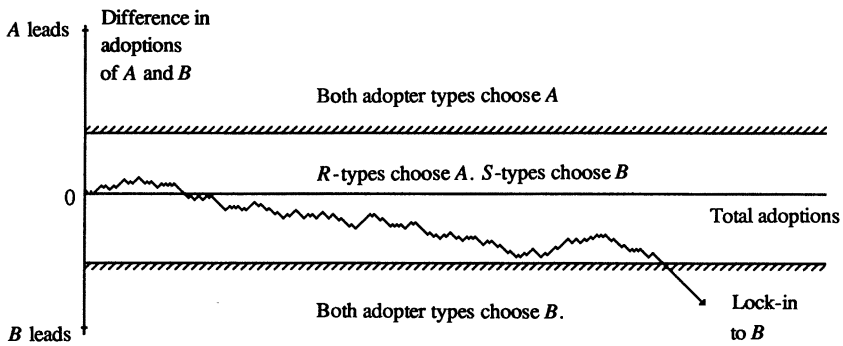 A leads
Difference in
adoptions
of A and B
Both adopter types choose A
R-types choose A. S-types choose B
0
Total adoptions
Both adopter types choose B.
Lock-in
to B
B leads